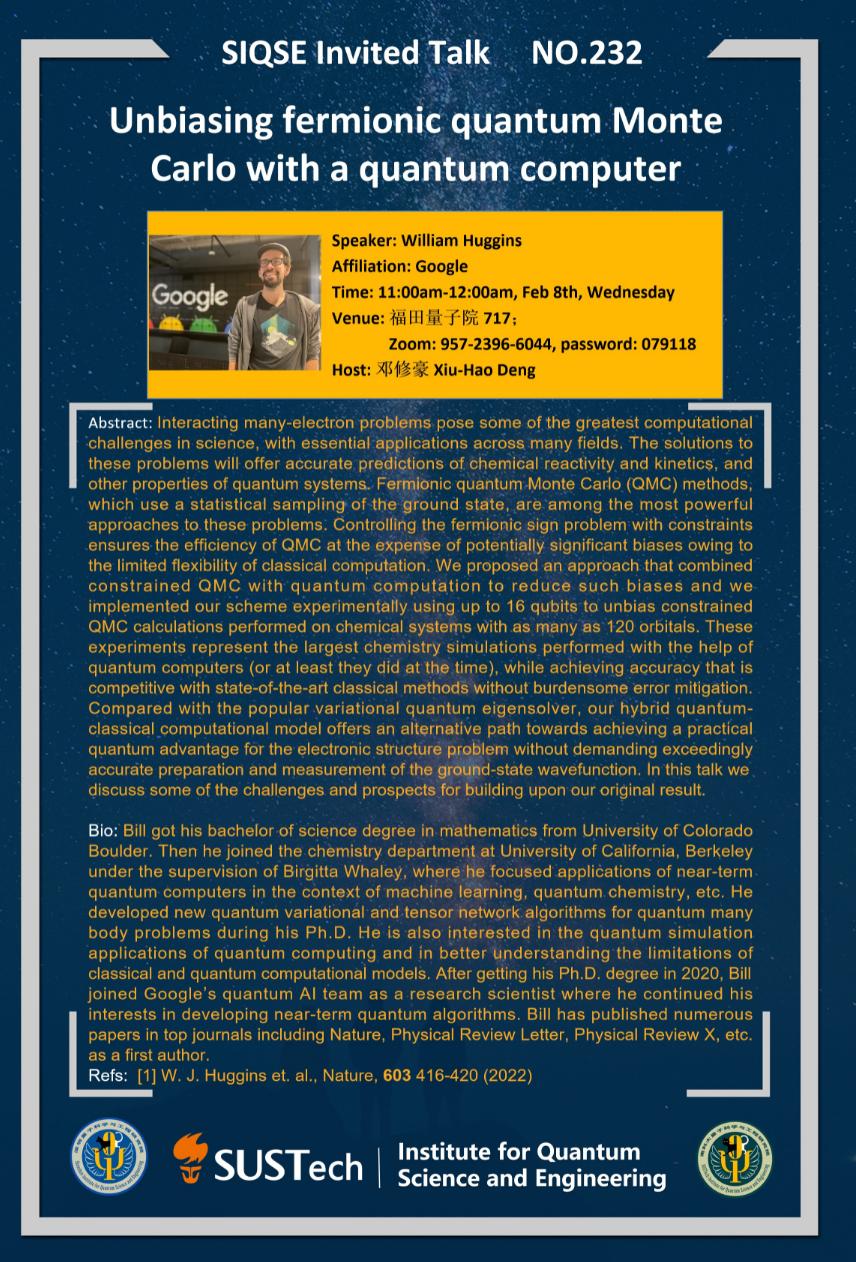 SIQSE Invited Talk NO.232
Unbiasing fermionic quantum Monte
Carlo with a quantum computer
Google
Speaker: William Huggins
Affiliation: Google
Time: 11:00am-12:00am, Feb 8th, Wednesday
Venue: 福田量子院 717;
Zoom: 957-2396-6044, password: 079118
Host: 邓修豪 Xiu-Hao Deng
Abstract: Interacting many-electron problems pose some of the greatest computational
challenges in science, with essential applications across many fields. The solutions to
these problems will offer accurate predictions of chemical reactivity and kinetics, and
other properties of quantum systems. Fermionic quantum Monte Carlo (QMC) methods,
which use a statistical sampling of the ground state, are among the most powerful
approaches to these problems. Controlling the fermionic sign problem with constraints
ensures the efficiency of QMC at the expense of potentially significant biases owing to
the limited flexibility of classical computation. We proposed an approach that combined
constrained QMC with quantum computation to reduce such biases and we
implemented our scheme experimentally using up to 16 qubits to unbias constrained
QMC calculations performed on chemical systems with as many as 120 orbitals. These
experiments represent the largest chemistry simulations performed with the help of
quantum computers (or at least they did at the time), while achieving accuracy that is
competitive with state-of-the-art classical methods without burdensome error mitigation.
Compared with the popular variational quantum eigensolver, our hybrid quantum-
classical computational model offers an alternative path towards achieving a practical
quantum advantage for the electronic structure problem without demanding exceedingly
accurate preparation and measurement of the ground-state wavefunction. In this talk we
discuss some of the challenges and prospects for building upon our original result.
Bio: Bill got his bachelor of science degree in mathematics from University of Colorado
Boulder. Then he joined the chemistry department at University of California, Berkeley
under the supervision of Birgitta Whaley, where he focused applications of near-term
quantum computers in the context of machine learning, quantum chemistry, etc. He
developed new quantum variational and tensor network algorithms for quantum many
body problems during his Ph.D. He is also interested in the quantum simulation
applications of quantum computing and in better understanding the limitations of
classical and quantum computational models. After getting his Ph.D. degree in 2020, Bill
joined Google's quantum AI team as a research scientist where he continued his
interests in developing near-term quantum algorithms. Bill has published numerous
papers in top journals including Nature, Physical Review Letter, Physical Review X, etc.
as a first author.
Refs: [1] W. J. Huggins et. al., Nature, 603 416-420 (2022)
SUSTech
Institute for Quantum
Science and Engineering